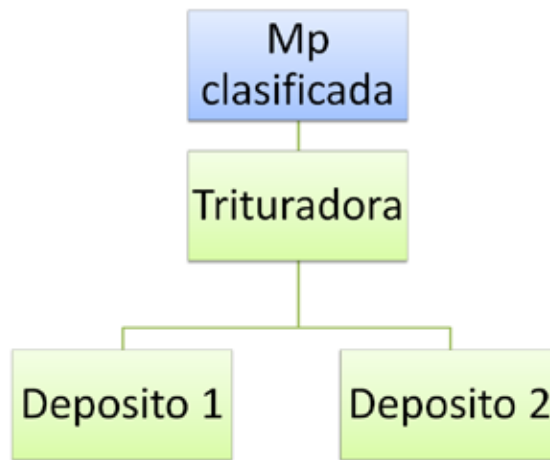 Mp
clasificada
Trituradora
Deposito 1
Deposito 2